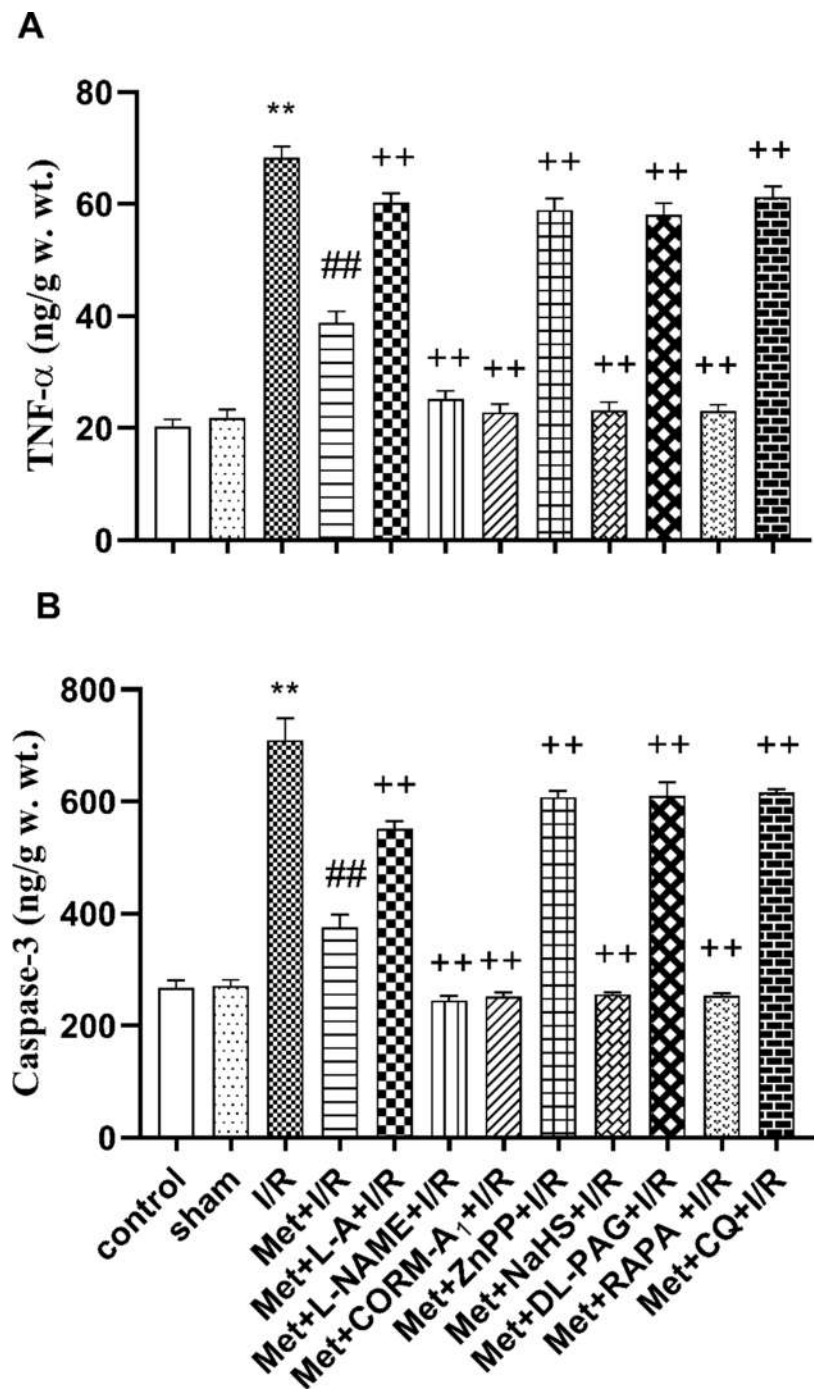 A
TNF-α (ng/g w. wt.)
80
60
40
20
0
**
##
++
++
++
++
++
++
++
++
B
Caspase-3 (ng/g w. wt.)
800
600
400
200
0
**
##
++
++
++
++
++
++
++
++
control
sham
I/R
Met+I/R
Met+L-A+I/R
Met+L-NAME+I/R
Met+CORM-A₁+I/R
Met+ZnPP+I/R
Met+NaHS+I/R
Met+DL-PAG+I/R
Met+RAPA +I/R
Met+CQ+I/R